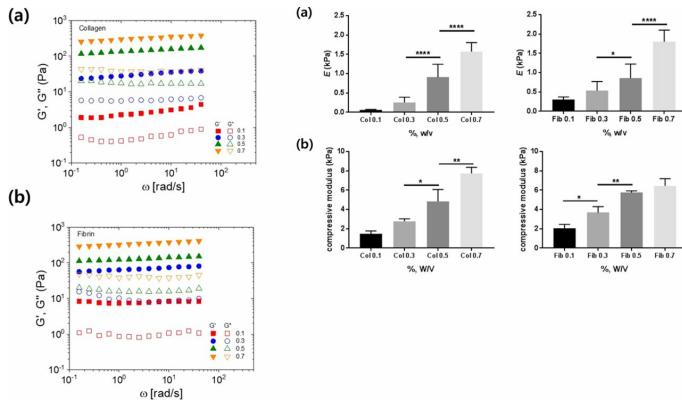 (a)
Collagen
10³
10²
10¹
10⁰
10⁻¹
G', G'' (Pa)
G' G''
0.1
0.3
0.5
0.7
10⁻¹ 10⁰ 10¹ 10²
ω [rad/s]
(b)
Fibrin
10³
10²
10¹
10⁰
10⁻¹
G', G'' (Pa)
G' G''
0.1
0.3
0.5
0.7
10⁻¹ 10⁰ 10¹ 10²
ω [rad/s]
(a)
E (kPa)
2.5
2.0
1.5
1.0
0.5
0.0
**** ****
Col 0.1 Col 0.3 Col 0.5 Col 0.7
%, w/v
E (kPa)
2.5
2.0
1.5
1.0
0.5
0.0
* ****
Fib 0.1 Fib 0.3 Fib 0.5 Fib 0.7
%, w/v
(b)
compressive modulus (kPa)
10
8
6
4
2
0
* **
Col 0.1 Col 0.3 Col 0.5 Col 0.7
%, W/V
compressive modulus (kPa)
10
8
6
4
2
0
* **
Fib 0.1 Fib 0.3 Fib 0.5 Fib 0.7
%, W/V